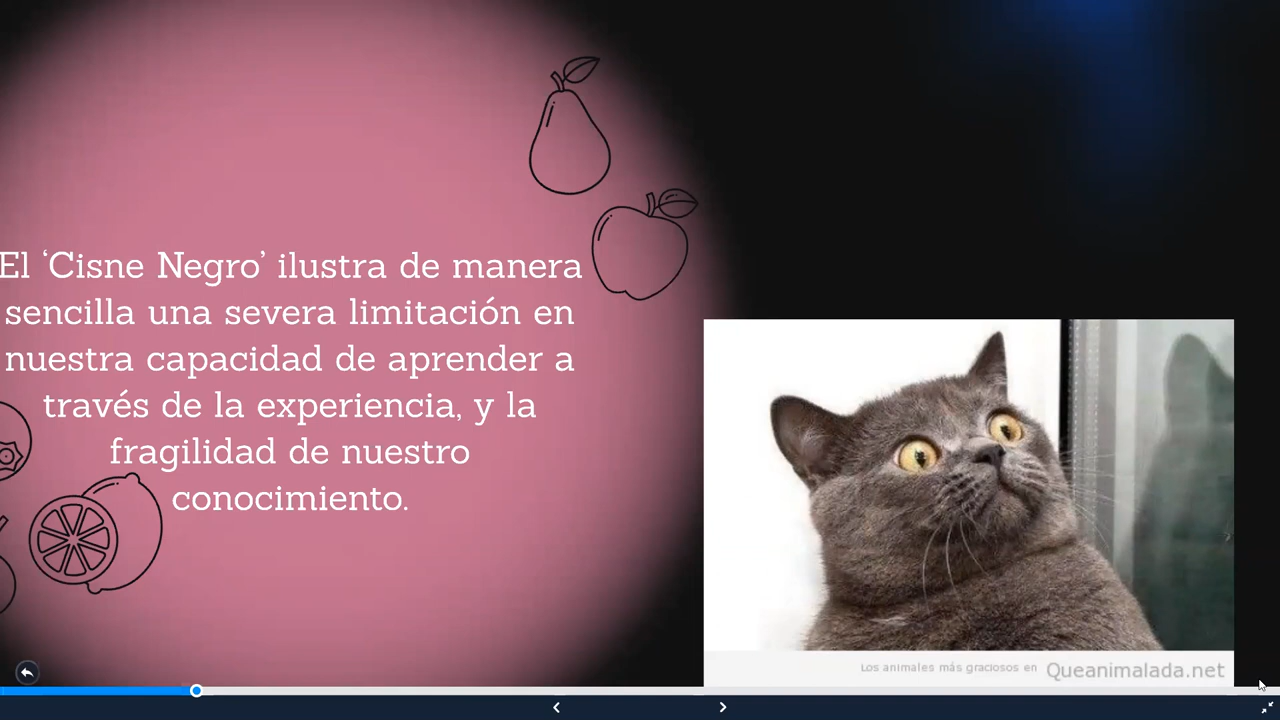 El ‘Cisne Negro’ ilustra de manera
sencilla una severa limitación en
nuestra capacidad de aprender a
través de la experiencia, y la
fragilidad de nuestro
conocimiento.
Los animales más graciosos en Queanimalada.net